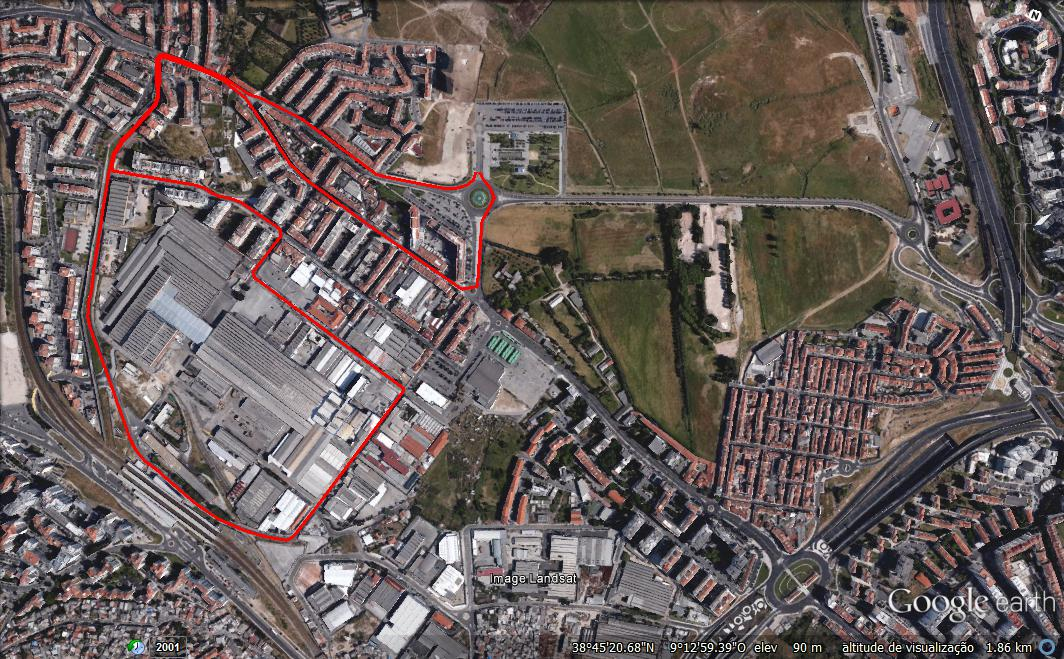 N
Image Landsat
Google earth
2001
38°45'20.68"N 9°12'59.39"O elev 90 m altitude de visualização 1.86 km